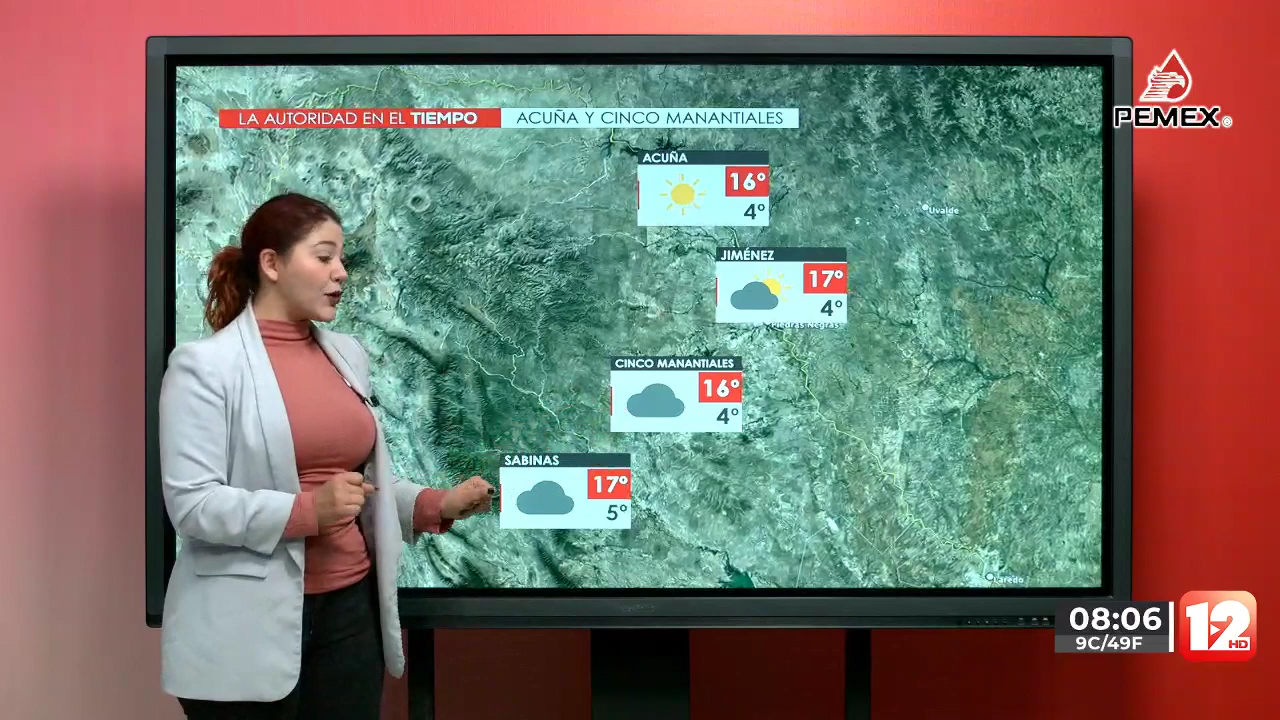 LA AUTORIDAD EN EL TIEMPO ACUÑA Y CINCO MANANTIALES
PEMEX
ACUÑA
16°
4°
Uvalde
JIMÉNEZ
17°
4°
Piedras Negras
CINCO MANANTIALES
16°
4°
SABINAS
17°
5°
Laredo
08:06
9C/49F
12
HD